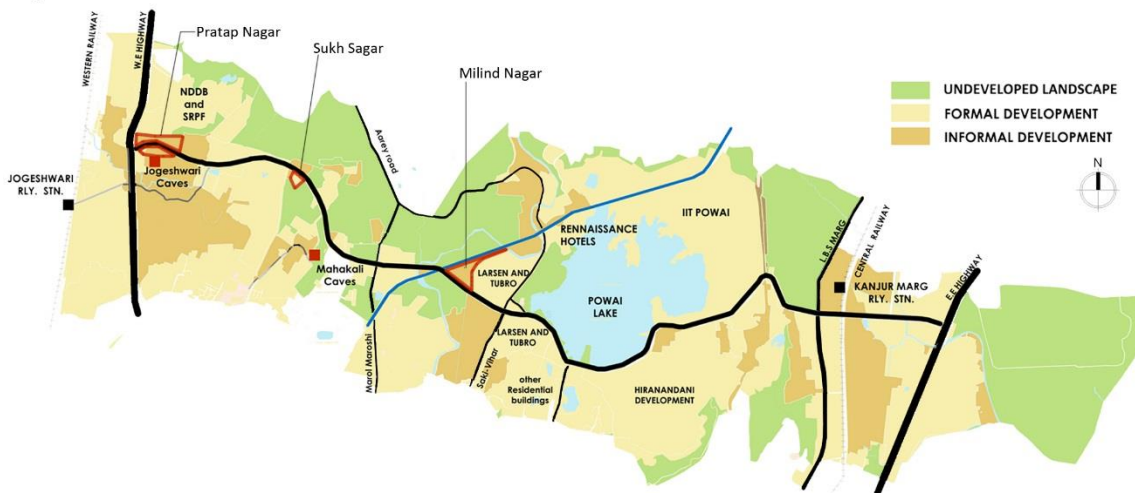 Pratap Nagar
Sukh Sagar
Milind Nagar
WESTERN RAILWAY
W.E HIGHWAY
NDDB
and
SRPF
Jogeshwari
Caves
JOGESHWARI
RLY. STN.
Mahakali
Caves
Aarey road
Marol Maroshi
Saki-Vihar
LARSEN AND
TUBRO
LARSEN AND
TUBRO
other
Residential
buildings
RENNAISSANCE
HOTELS
POWAI
LAKE
IIT POWAI
HIRANANDANI
DEVELOPMENT
L.B.S MARG
CENTRAL RAILWAY
KANJUR MARG
RLY. STN.
E.E HIGHWAY
UNDEVELOPED LANDSCAPE
FORMAL DEVELOPMENT
INFORMAL DEVELOPMENT
N